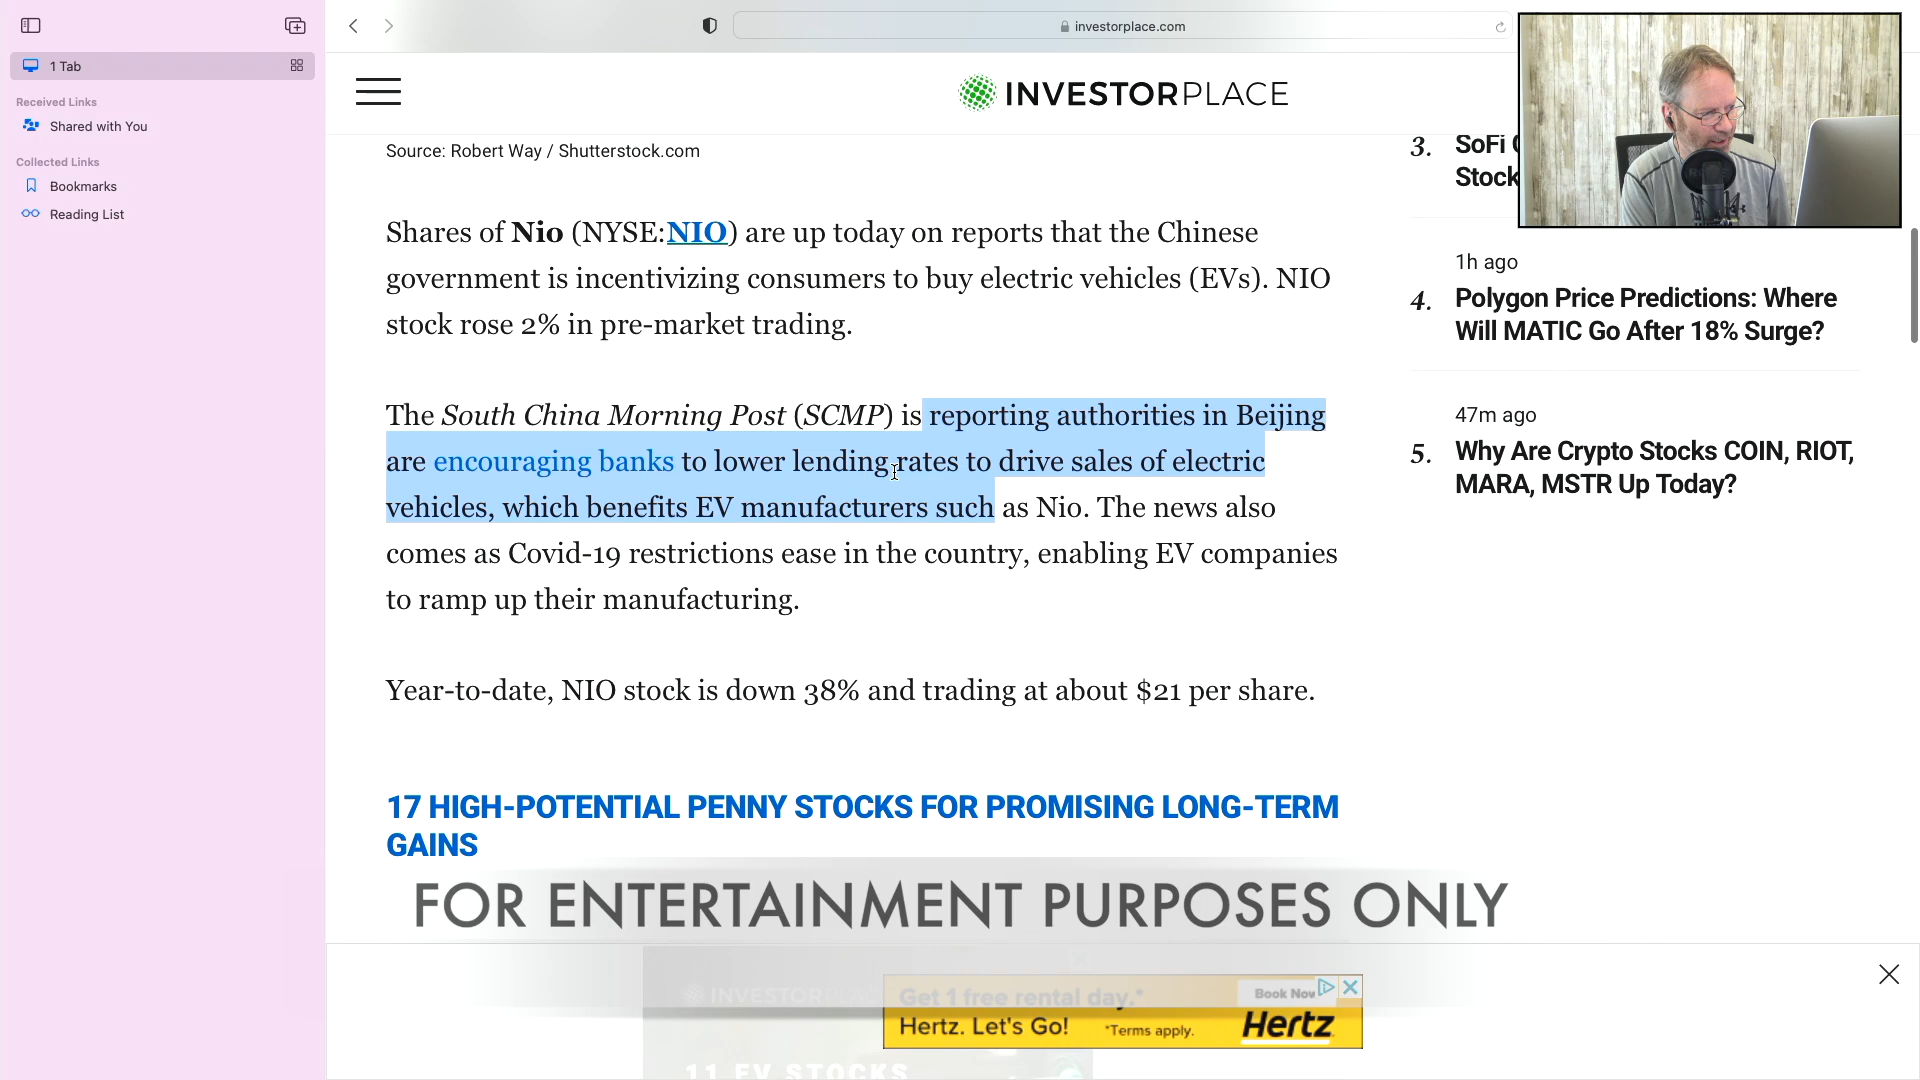 investorplace.com
1 Tab
Received Links
Shared with You
Collected Links
Bookmarks
Reading List
INVESTORPLACE
Source: Robert Way / Shutterstock.com
Shares of Nio (NYSE:NIO) are up today on reports that the Chinese
government is incentivizing consumers to buy electric vehicles (EVs). NIO
stock rose 2% in pre-market trading.
The South China Morning Post (SCMP) is reporting authorities in Beijing
are encouraging banks to lower lending rates to drive sales of electric
vehicles, which benefits EV manufacturers such as Nio. The news also
comes as Covid-19 restrictions ease in the country, enabling EV companies
to ramp up their manufacturing.
Year-to-date, NIO stock is down 38% and trading at about $21 per share.
17 HIGH-POTENTIAL PENNY STOCKS FOR PROMISING LONG-TERM
GAINS
3. SoFi
Stock
1h ago
4. Polygon Price Predictions: Where
Will MATIC Go After 18% Surge?
47m ago
5. Why Are Crypto Stocks COIN, RIOT,
MARA, MSTR Up Today?
FOR ENTERTAINMENT PURPOSES ONLY
INVESTORPLACE
Get 1 free rental day.*
Book Now
Hertz. Let's Go!
*Terms apply.
Hertz
11 EV STOCKS